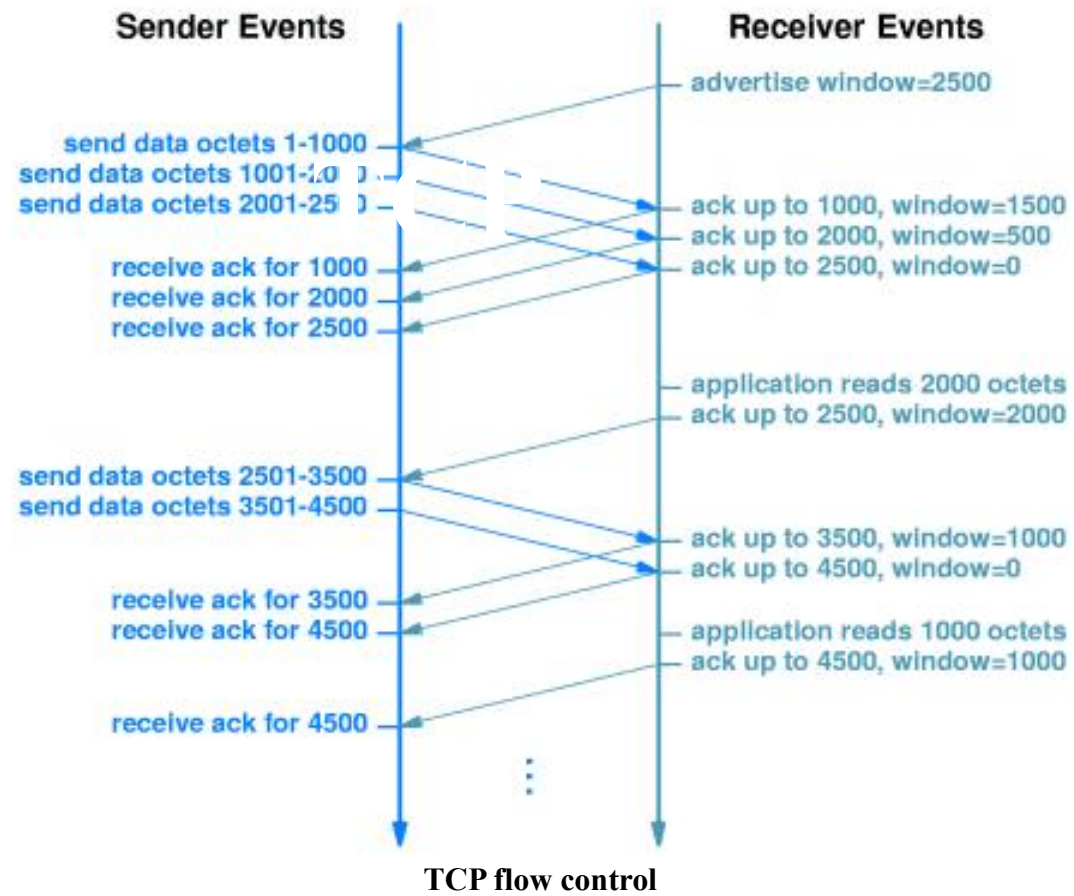 Sender Events
Receiver Events
advertise window=2500
send data octets 1-1000
send data octets 1001-2000
send data octets 2001-2500
TCP
ack up to 1000, window=1500
ack up to 2000, window=500
ack up to 2500, window=0
receive ack for 1000
receive ack for 2000
receive ack for 2500
application reads 2000 octets
ack up to 2500, window=2000
send data octets 2501-3500
send data octets 3501-4500
ack up to 3500, window=1000
ack up to 4500, window=0
receive ack for 3500
receive ack for 4500
application reads 1000 octets
ack up to 4500, window=1000
receive ack for 4500
TCP flow control